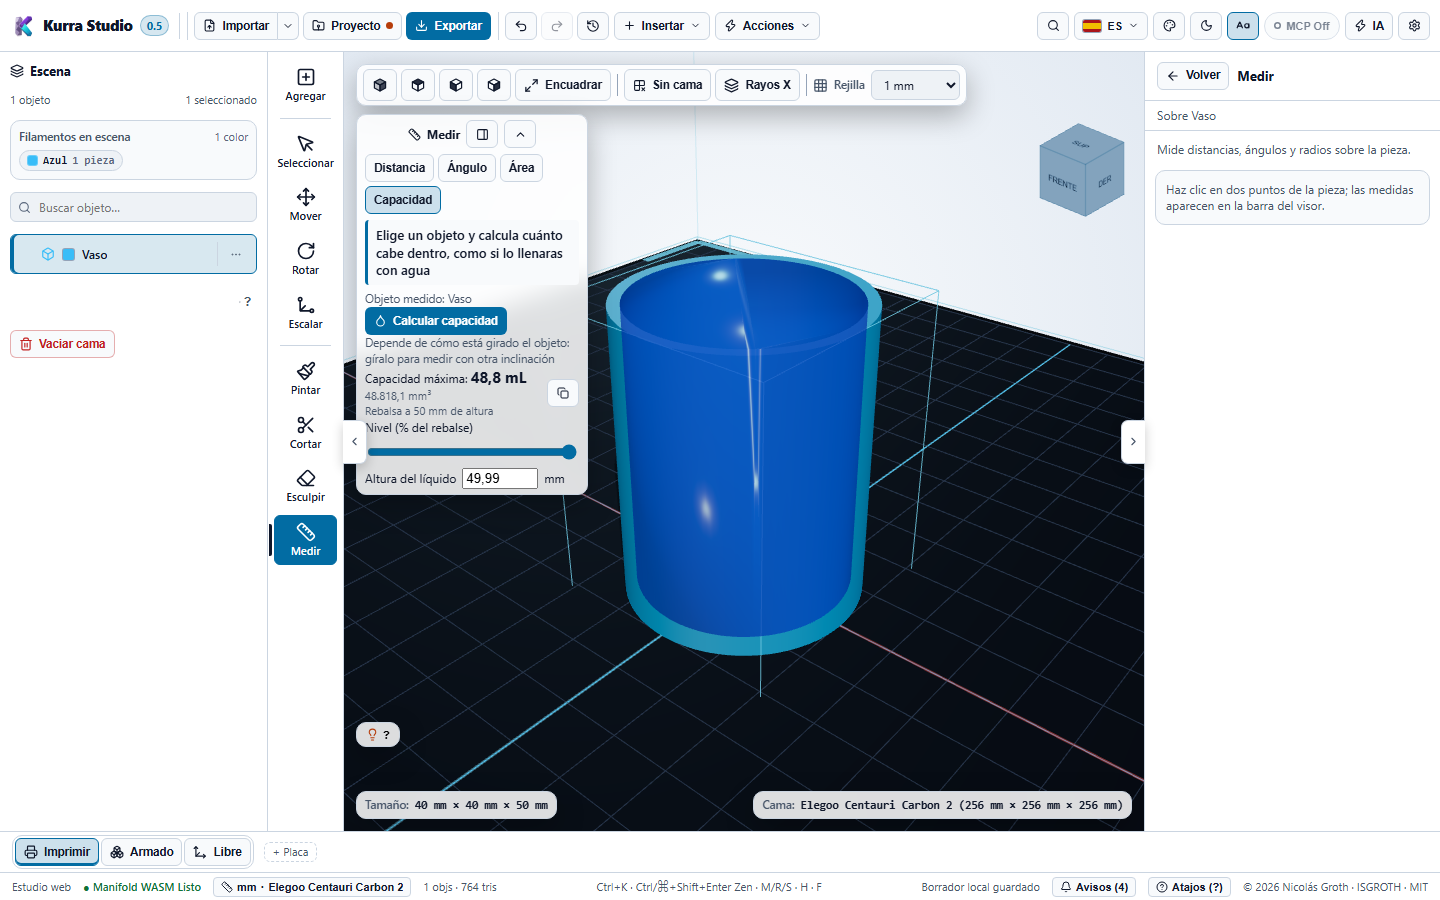 Kurra Studio 0.5
Importar
Proyecto
Exportar
Insertar
Acciones
ES
Aa
MCP Off
IA
Escena
1 objeto
1 seleccionado
Filamentos en escena
1 color
Azul 1 pieza
Buscar objeto...
Vaso
?
Vaciar cama
Agregar
Seleccionar
Mover
Rotar
Escalar
Pintar
Cortar
Esculpir
Medir
Encuadrar
Sin cama
Rayos X
Rejilla
1 mm
Medir
Distancia
Ángulo
Área
Capacidad
Elige un objeto y calcula cuánto
cabe dentro, como si lo llenaras
con agua
Objeto medido: Vaso
Calcular capacidad
Depende de cómo está girado el objeto:
gíralo para medir con otra inclinación
Capacidad máxima: 48,8 mL
48.818,1 mm³
Rebalsa a 50 mm de altura
Nivel (% del rebalse)
Altura del líquido 49,99 mm
SUP
FRENTE
DER
?
Tamaño: 40 mm × 40 mm × 50 mm
Cama: Elegoo Centauri Carbon 2 (256 mm × 256 mm × 256 mm)
Volver
Medir
Sobre Vaso
Mide distancias, ángulos y radios sobre la pieza.
Haz clic en dos puntos de la pieza; las medidas
aparecen en la barra del visor.
Imprimir
Armado
Libre
+ Placa
Estudio web
Manifold WASM Listo
mm · Elegoo Centauri Carbon 2
1 objs · 764 tris
Ctrl+K · Ctrl/⌘+Shift+Enter Zen · M/R/S · H · F
Borrador local guardado
Avisos (4)
Atajos (?)
© 2026 Nicolás Groth · ISGROTH · MIT